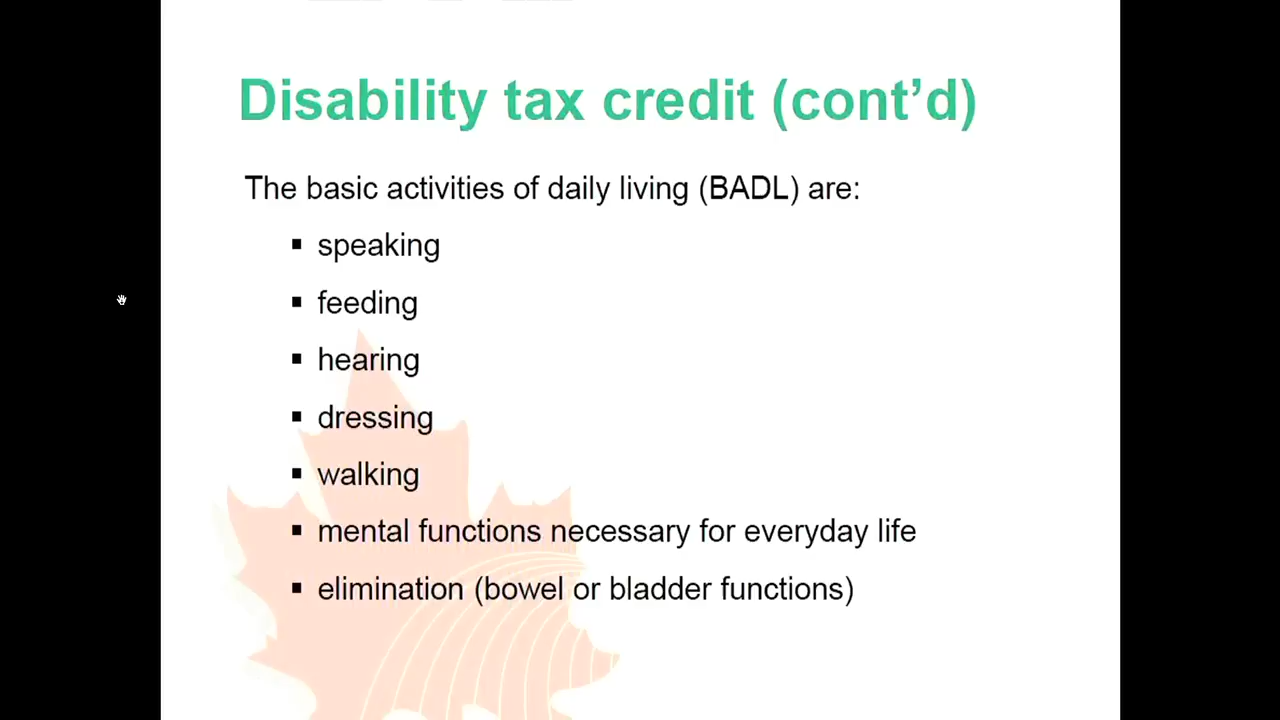 Disability tax credit (cont’d)
The basic activities of daily living (BADL) are:
▪ speaking
▪ feeding
▪ hearing
▪ dressing
▪ walking
▪ mental functions necessary for everyday life
▪ elimination (bowel or bladder functions)